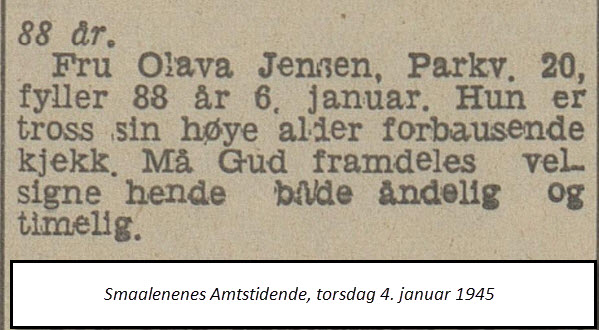 88 år.
Fru Olava Jensen, Parkv. 20,
fyller 88 år 6. januar. Hun er
tross sin høye alder forbausende
kjekk. Må Gud framdeles vel-
signe hende både åndelig og
timelig.
Smaalenenes Amtstidende, torsdag 4. januar 1945